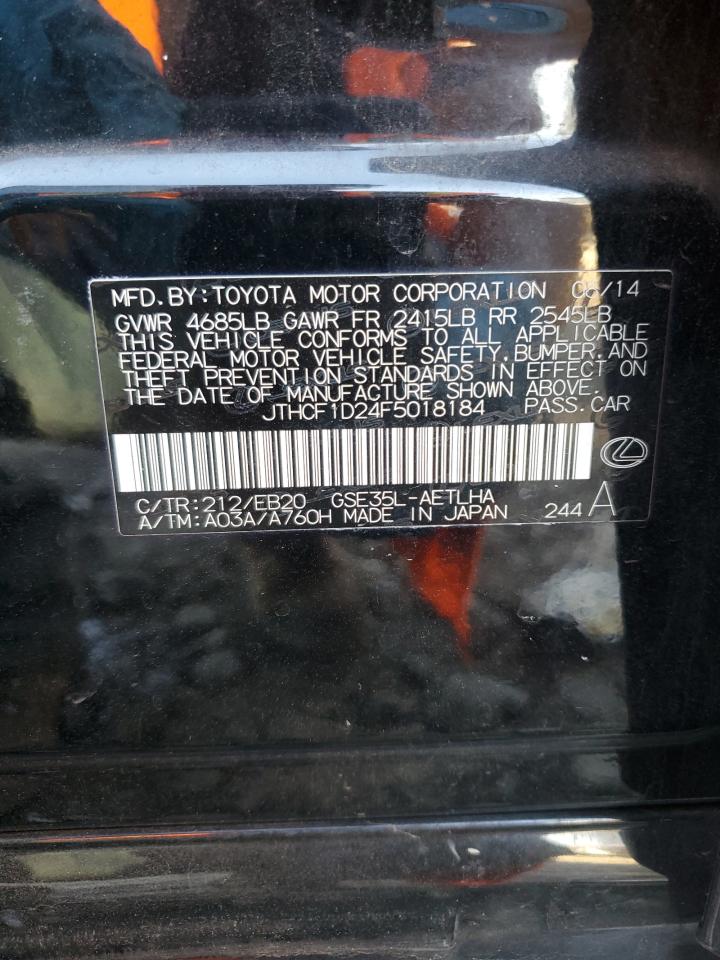 MFD.BY:TOYOTA MOTOR CORPORATION 06/14
GVWR 4685LB GAWR FR 2415LB RR 2545LB
THIS VEHICLE CONFORMS TO ALL APPLICABLE
FEDERAL MOTOR VEHICLE SAFETY,BUMPER,AND
THEFT PREVENTION STANDARDS IN EFFECT ON
THE DATE OF MANUFACTURE SHOWN ABOVE.
JTHCF1D24F5018184 PASS.CAR
C/TR:212/EB20 GSE35L-AETLHA
A/TM:A03A/A760H MADE IN JAPAN 244 A